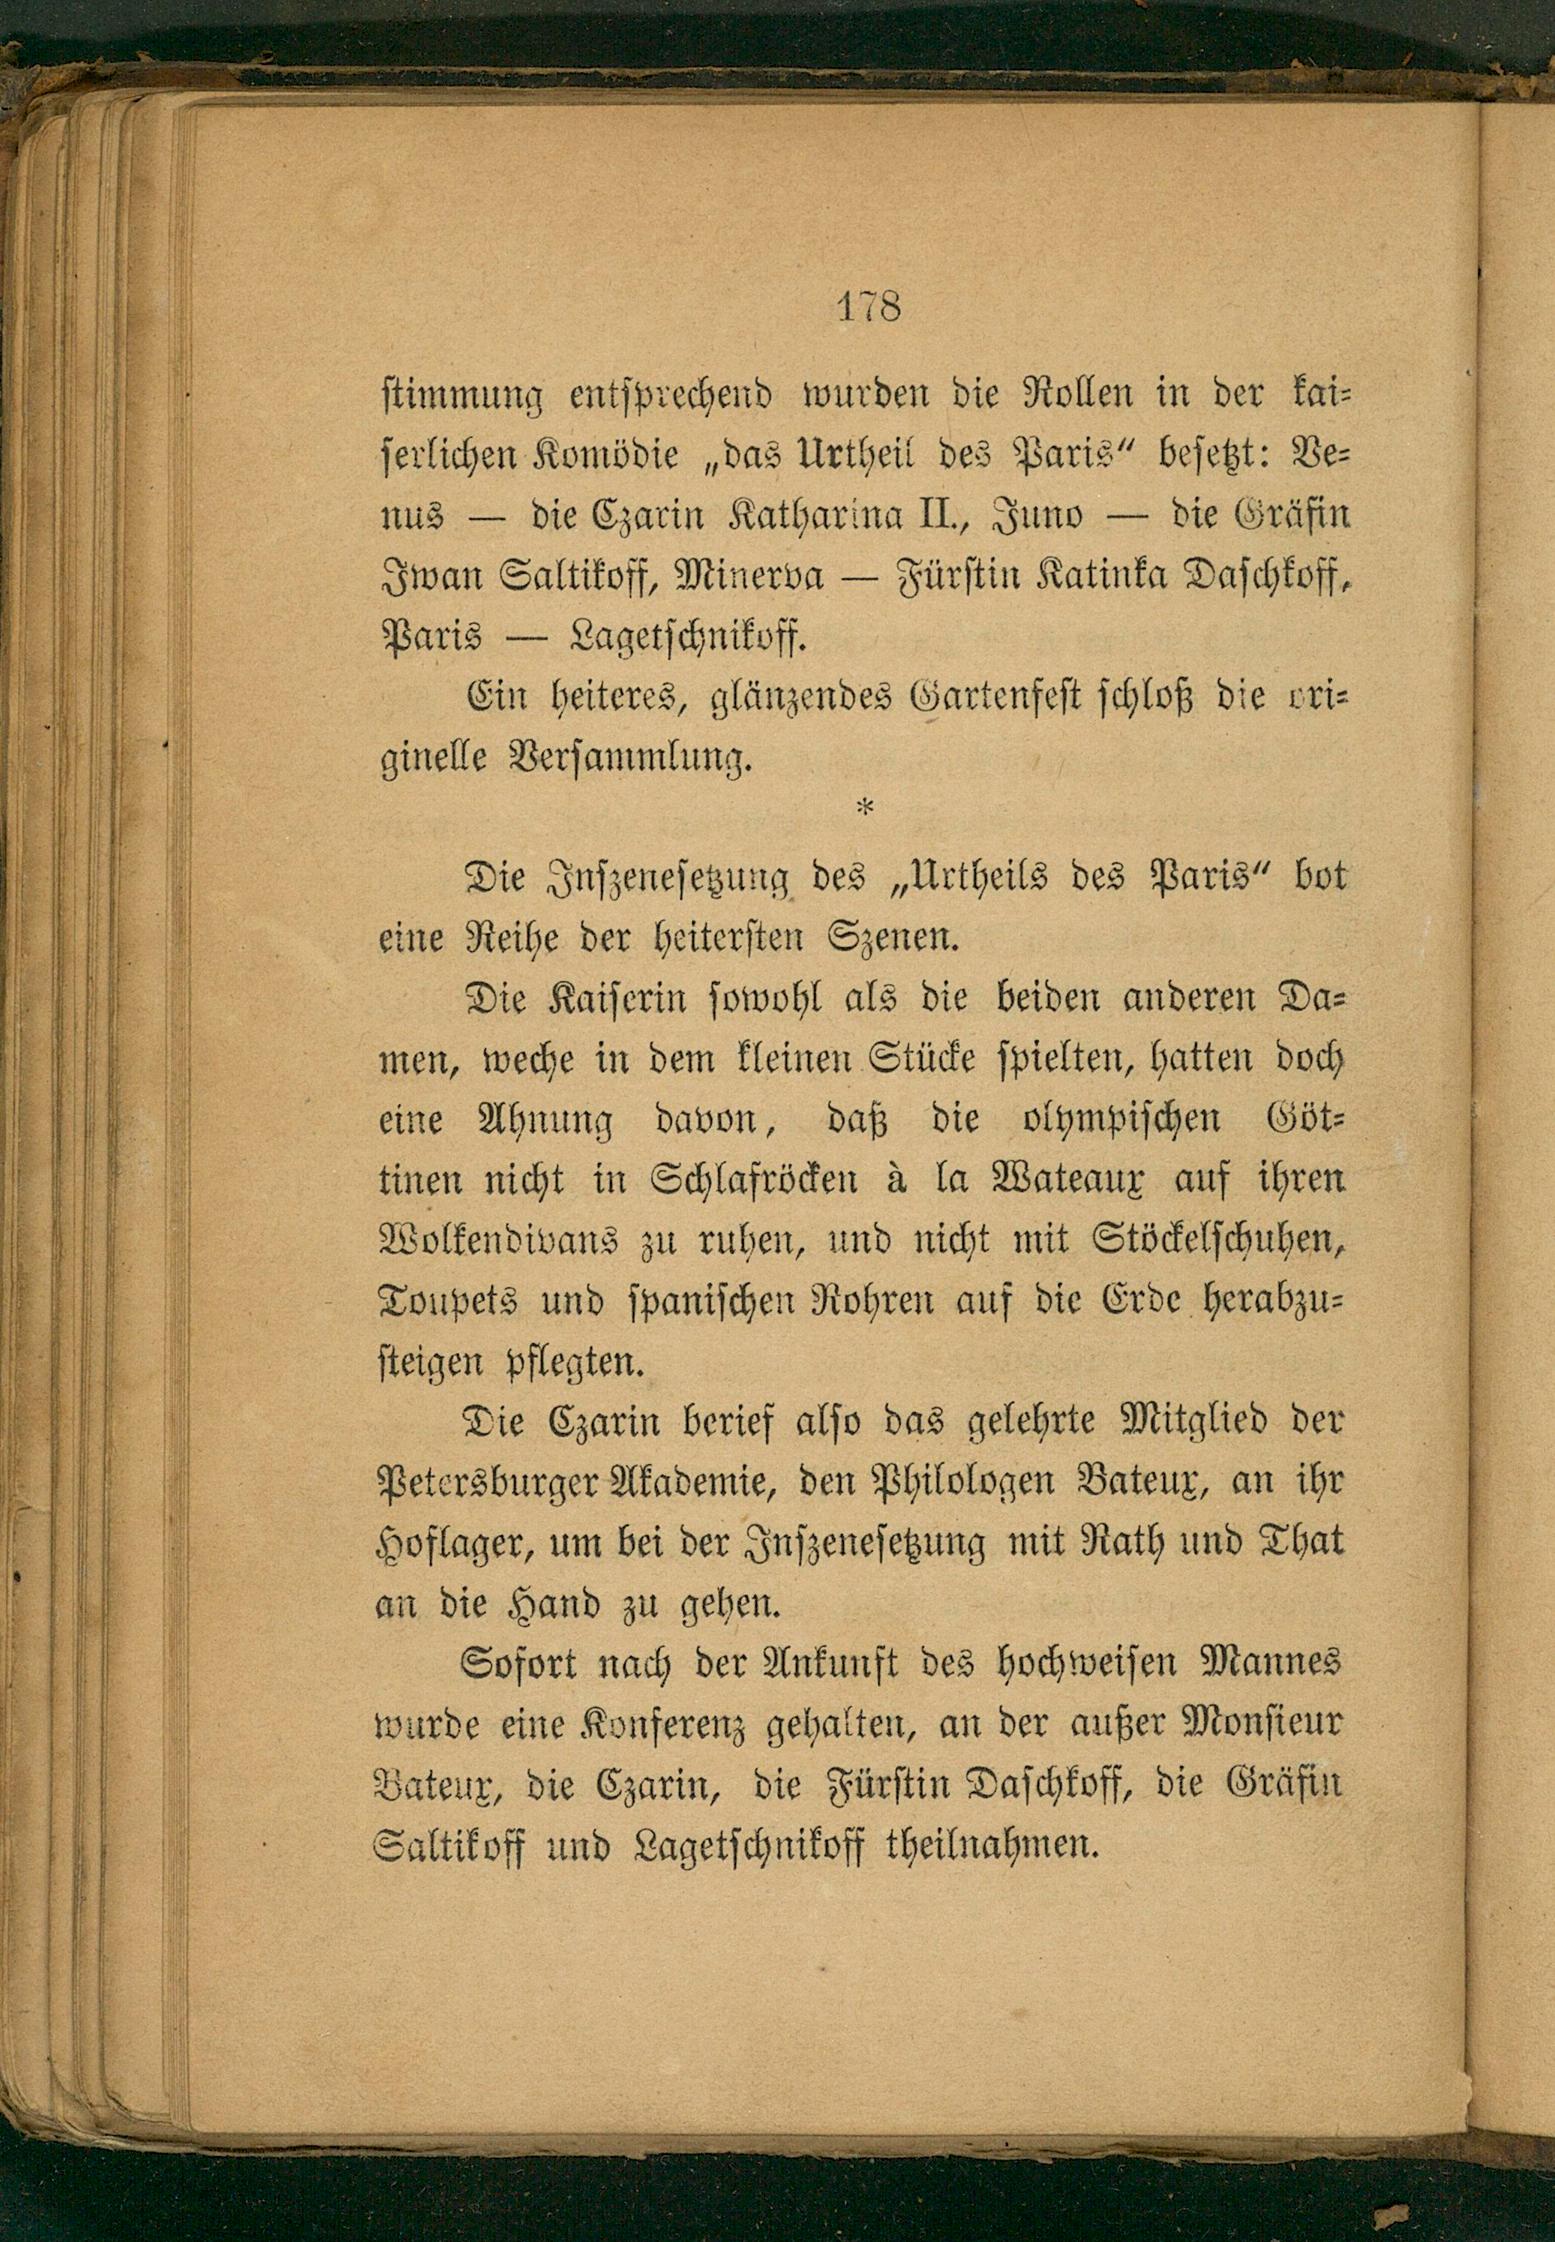 178
stimmung entsprechend wurden die Rollen in der kai-
serlichen Komödie „das Urtheil des Paris“ besetzt: Ve-
nus — die Czarin Katharina II., Juno — die Gräfin
Iwan Saltikoff, Minerva — Fürstin Katinka Daschkoff,
Paris — Lagetschnikoff.
Ein heiteres, glänzendes Gartenfest schloß die ori-
ginelle Versammlung.
*
Die Inszenesetzung des „Urtheils des Paris“ bot
eine Reihe der heitersten Szenen.
Die Kaiserin sowohl als die beiden anderen Da-
men, weche in dem kleinen Stücke spielten, hatten doch
eine Ahnung davon, daß die olympischen Göt-
tinen nicht in Schlafröcken à la Wateaux auf ihren
Wolkendivans zu ruhen, und nicht mit Stöckelschuhen,
Toupets und spanischen Rohren auf die Erde herabzu-
steigen pflegten.
Die Czarin berief also das gelehrte Mitglied der
Petersburger Akademie, den Philologen Bateux, an ihr
Hoflager, um bei der Inszenesetzung mit Rath und That
an die Hand zu gehen.
Sofort nach der Ankunft des hochweisen Mannes
wurde eine Konferenz gehalten, an der außer Monsieur
Bateux, die Czarin, die Fürstin Daschkoff, die Gräfin
Saltikoff und Lagetschnikoff theilnahmen.